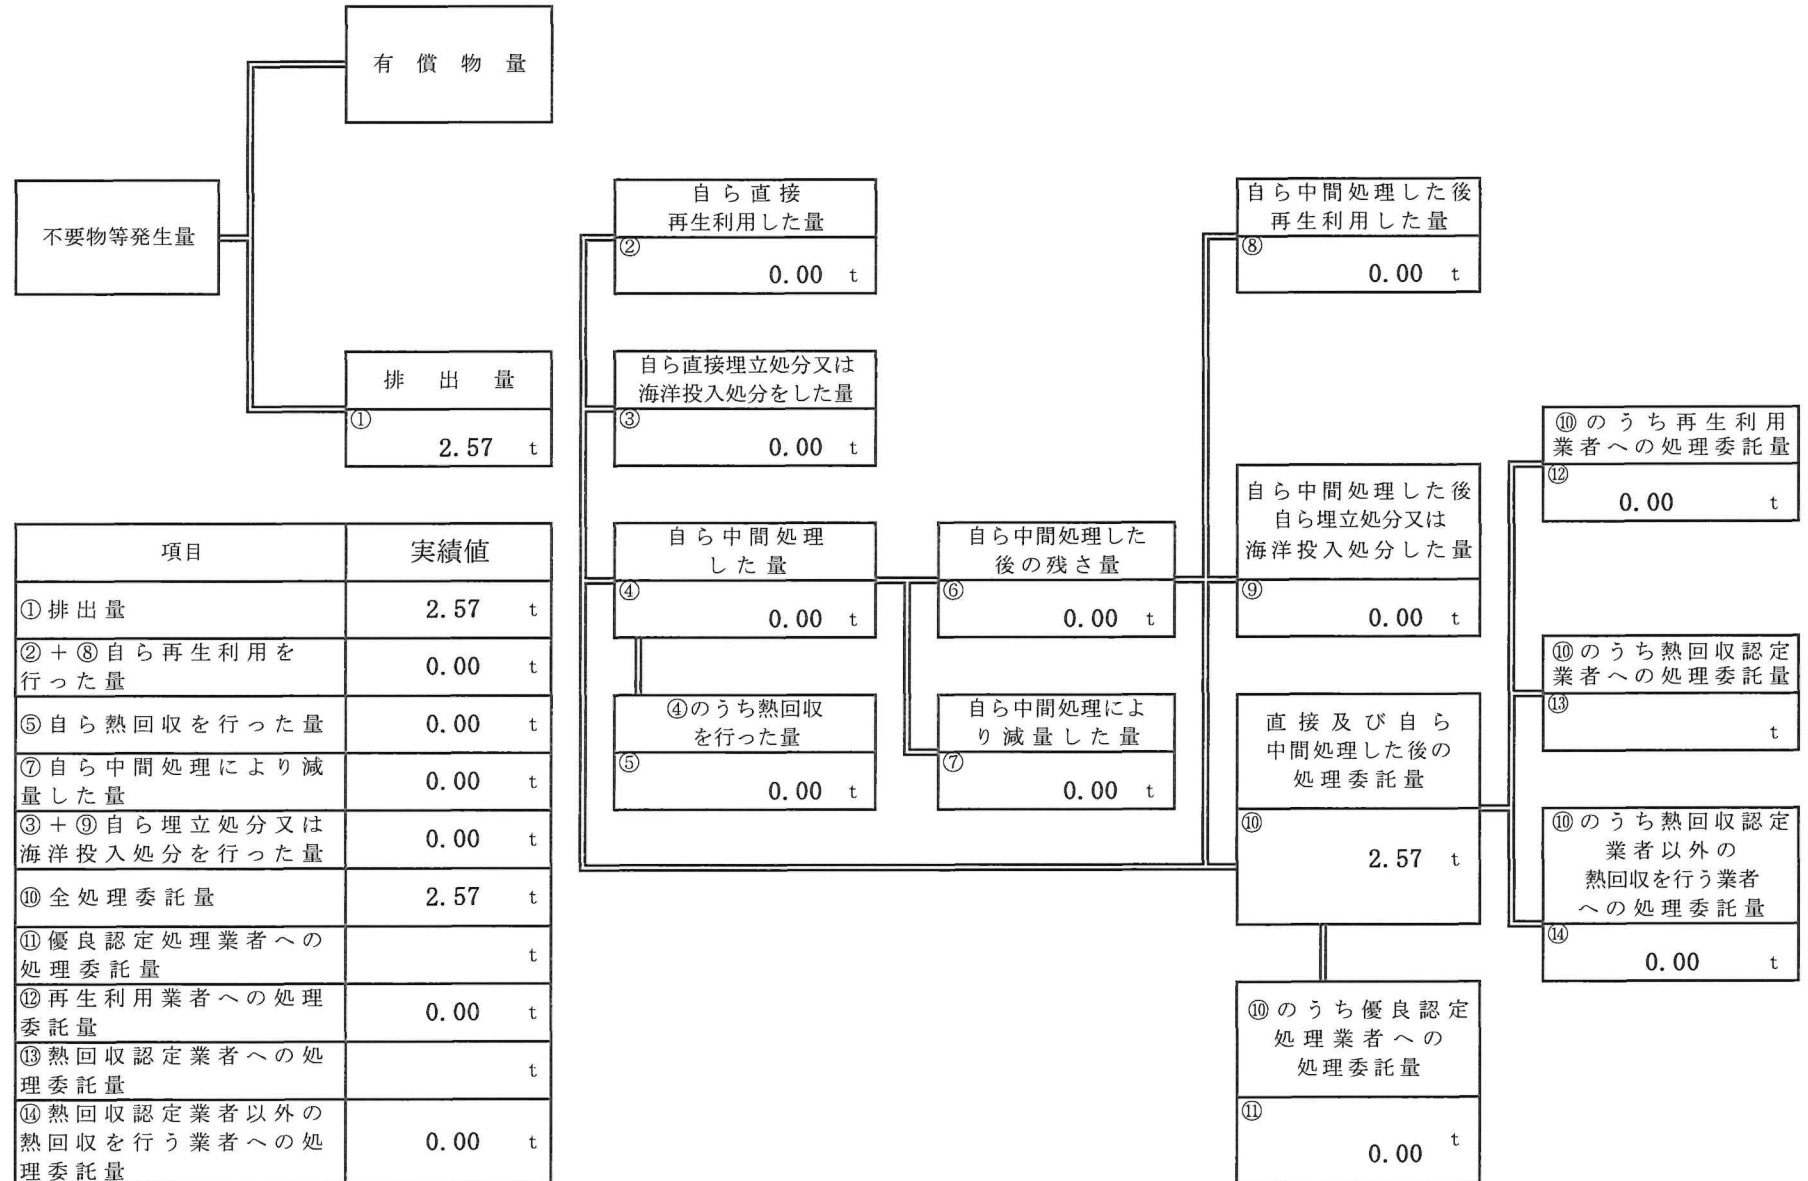 有償物量
不要物等発生量
排出量
①
2.57 t
自ら直接
再生利用した量
②
0.00 t
自ら直接埋立処分又は
海洋投入処分をした量
③
0.00 t
自ら中間処理
した量
④
0.00 t
④のうち熱回収
を行った量
⑤
0.00 t
自ら中間処理した
後の残さ量
⑥
0.00 t
自ら中間処理によ
り減量した量
⑦
0.00 t
自ら中間処理した後
再生利用した量
⑧
0.00 t
自ら中間処理した後
自ら埋立処分又は
海洋投入処分した量
⑨
0.00 t
直接及び自ら
中間処理した後の
処理委託量
⑩
2.57 t
⑩のうち優良認定
処理業者への
処理委託量
⑪
0.00 t
⑩のうち再生利用
業者への処理委託量
⑫
0.00 t
⑩のうち熱回収認定
業者への処理委託量
⑬
t
⑩のうち熱回収認定
業者以外の
熱回収を行う業者
への処理委託量
⑭
0.00 t
項目 実績値
①排出量 2.57 t
②+⑧自ら再生利用を
行った量 0.00 t
⑤自ら熱回収を行った量 0.00 t
⑦自ら中間処理により減
量した量 0.00 t
③+⑨自ら埋立処分又は
海洋投入処分を行った量 0.00 t
⑩全処理委託量 2.57 t
⑪優良認定処理業者への
処理委託量 t
⑫再生利用業者への処理
委託量 0.00 t
⑬熱回収認定業者への処
理委託量 t
⑭熱回収認定業者以外の
熱回収を行う業者への処
理委託量 0.00 t